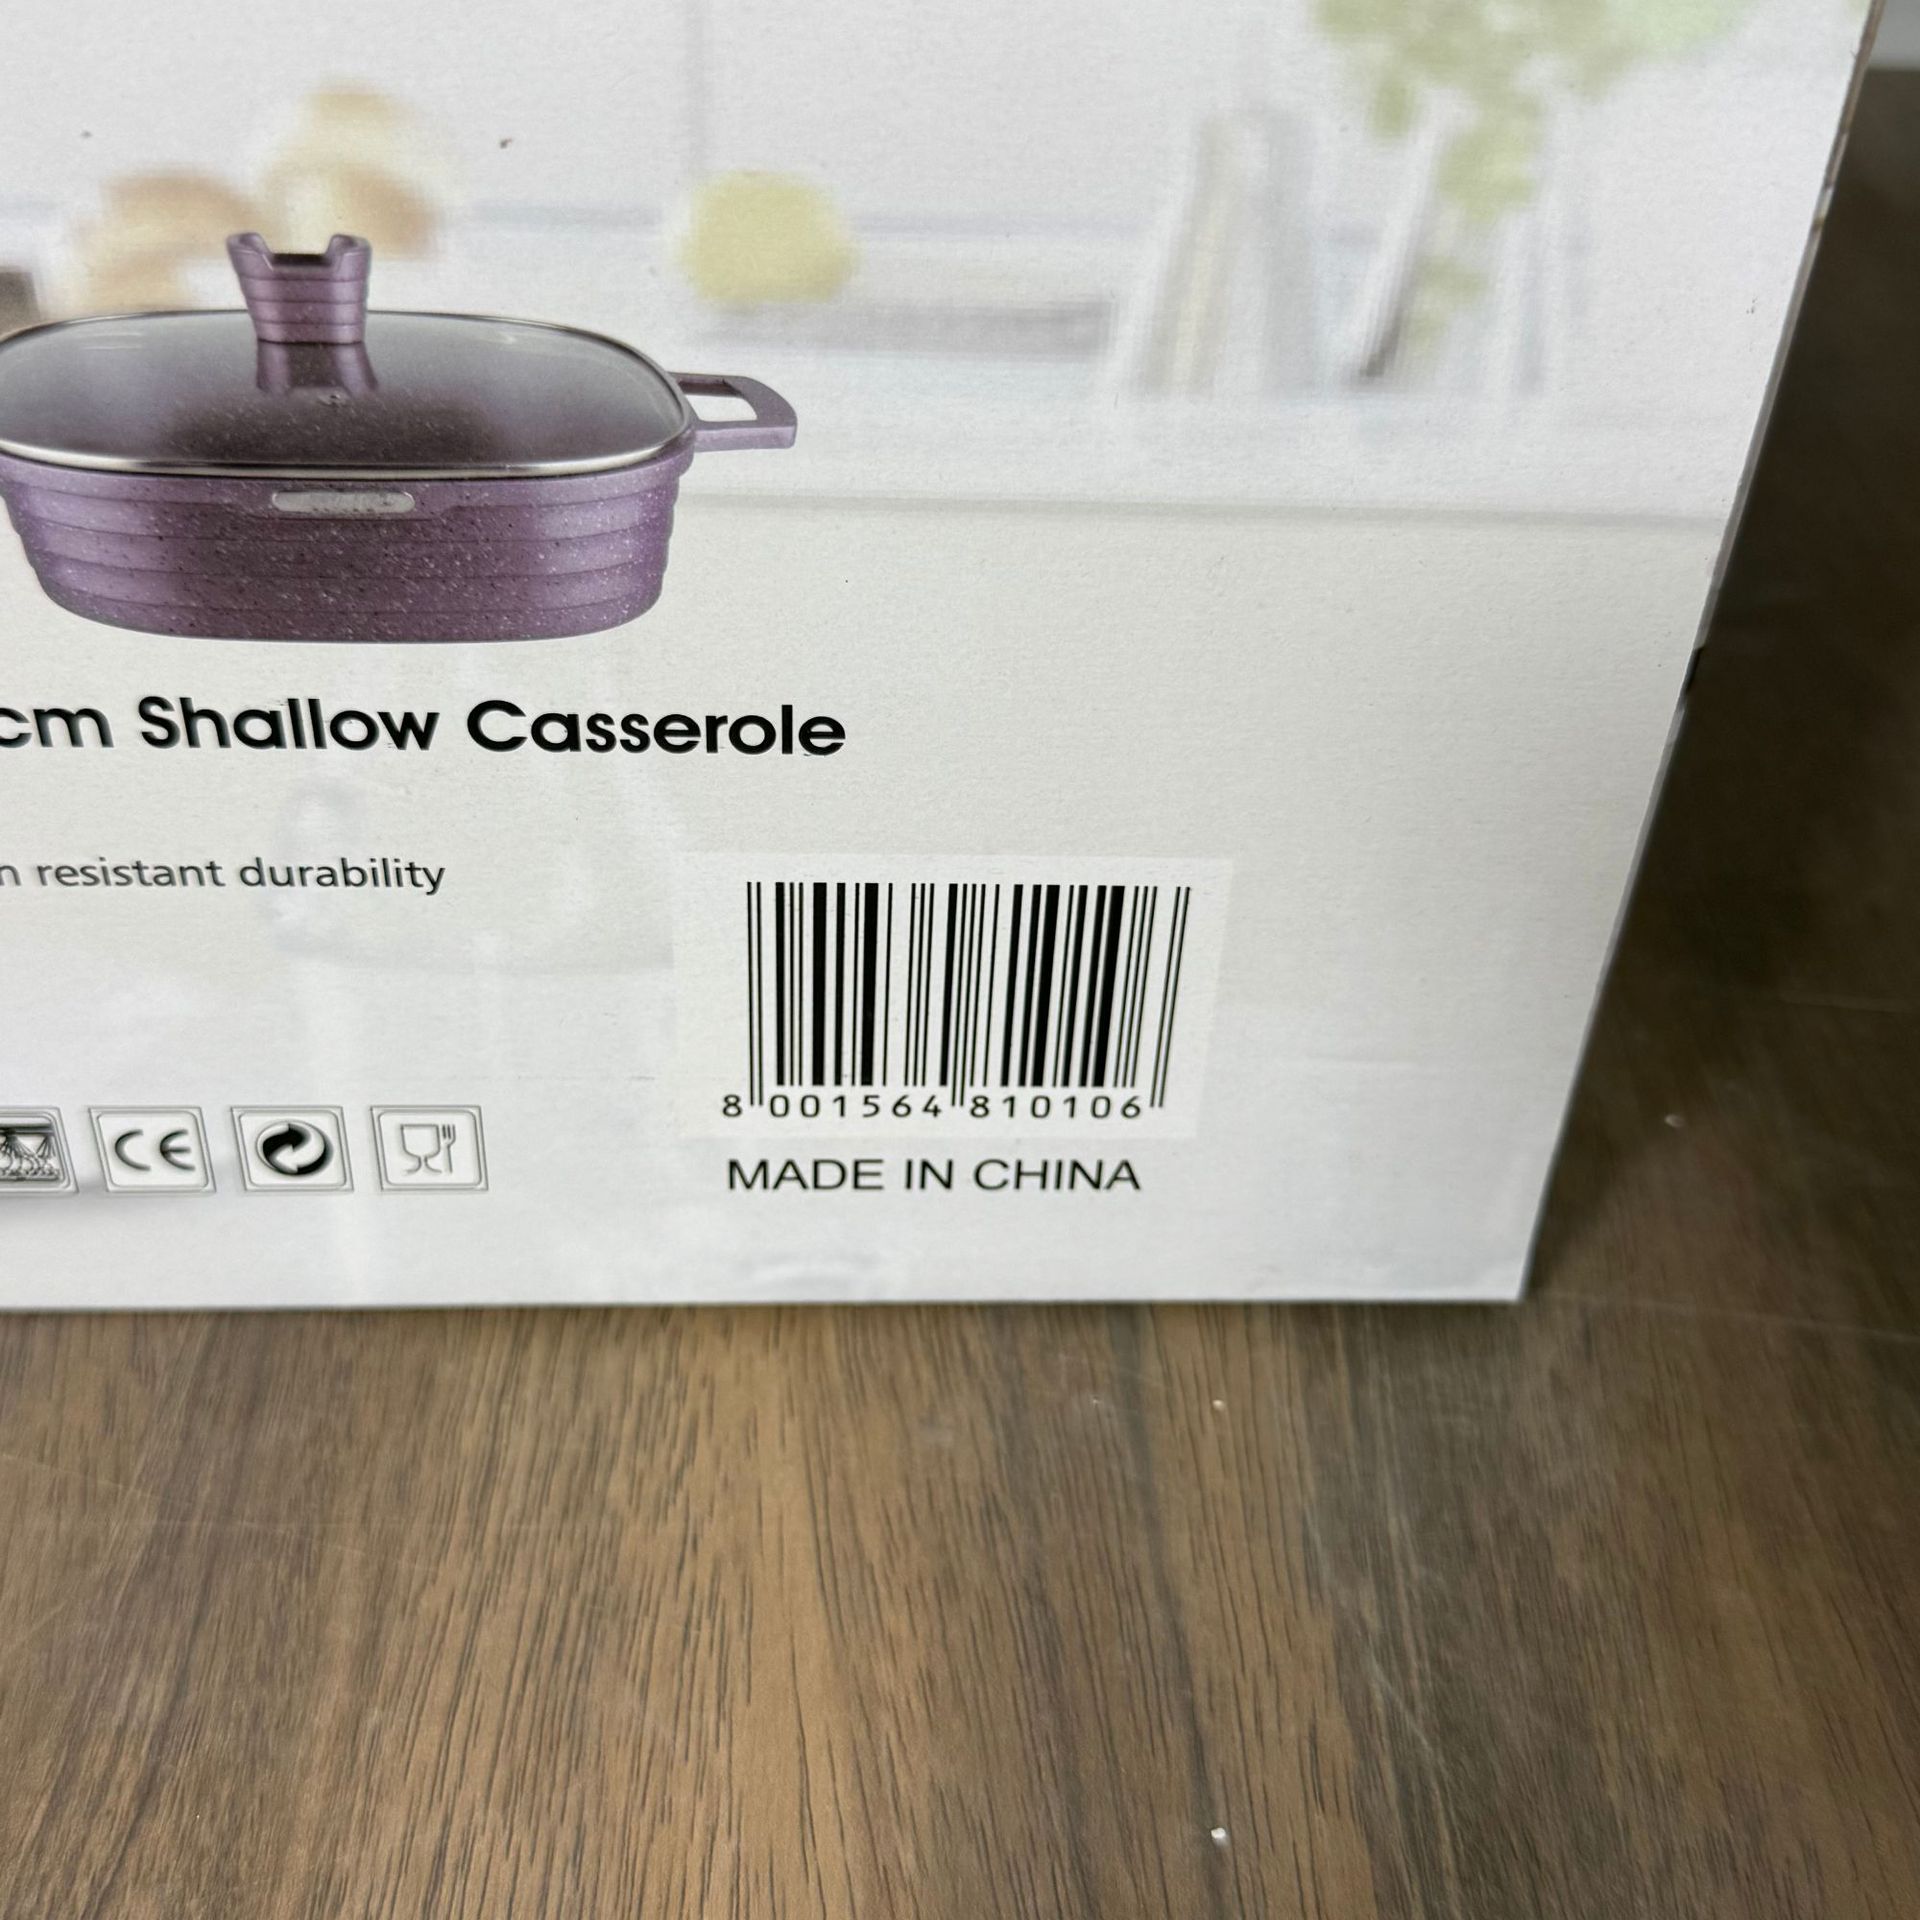 cm Shallow Casserole
n resistant durability
8 001564 810106
CE
MADE IN CHINA